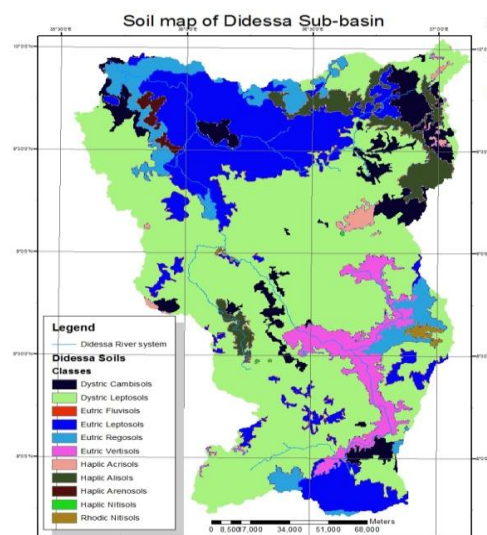 Soil map of Didessa Sub-basin
Legend
Didessa River system
Didessa Soils
Classes
Dystric Cambisols
Dystric Leptosols
Eutric Fluvisols
Eutric Leptosols
Eutric Regosols
Eutric Vertisols
Haplic Acrisols
Haplic Alisols
Haplic Arenosols
Haplic Nitisols
Rhodic Nitisols
Meters
0 8,500 17,000 34,000 51,000 68,000